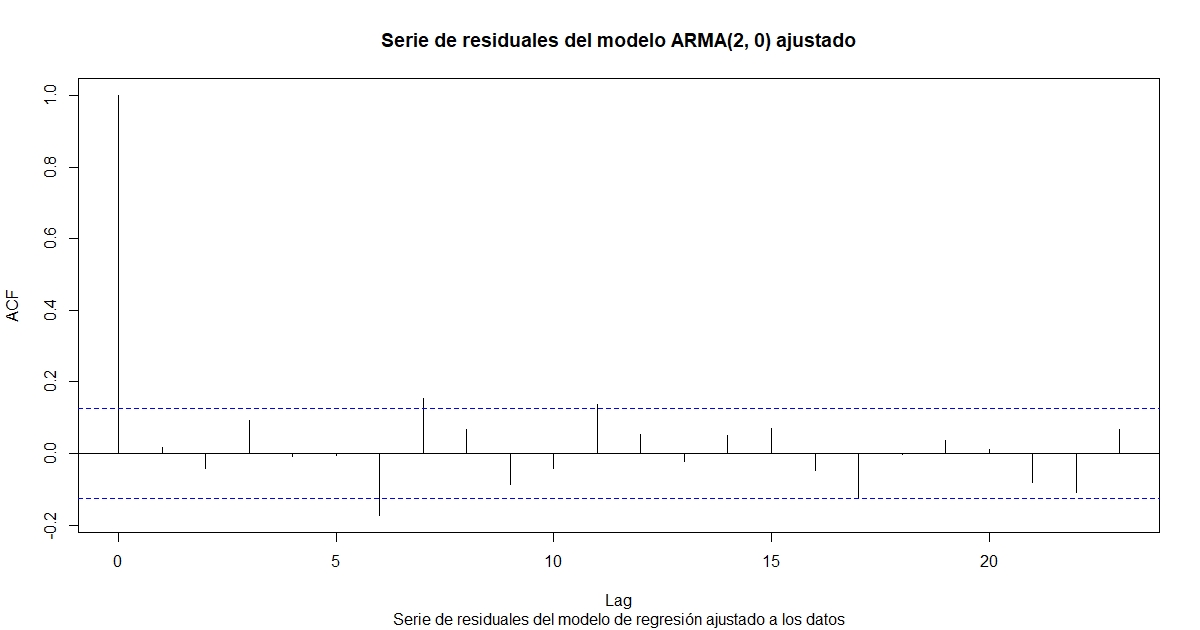 Serie de residuales del modelo ARMA(2, 0) ajustado
ACF
1.0
0.8
0.6
0.4
0.2
0.0
-0.2
0 5 10 15 20
Lag
Serie de residuales del modelo de regresión ajustado a los datos